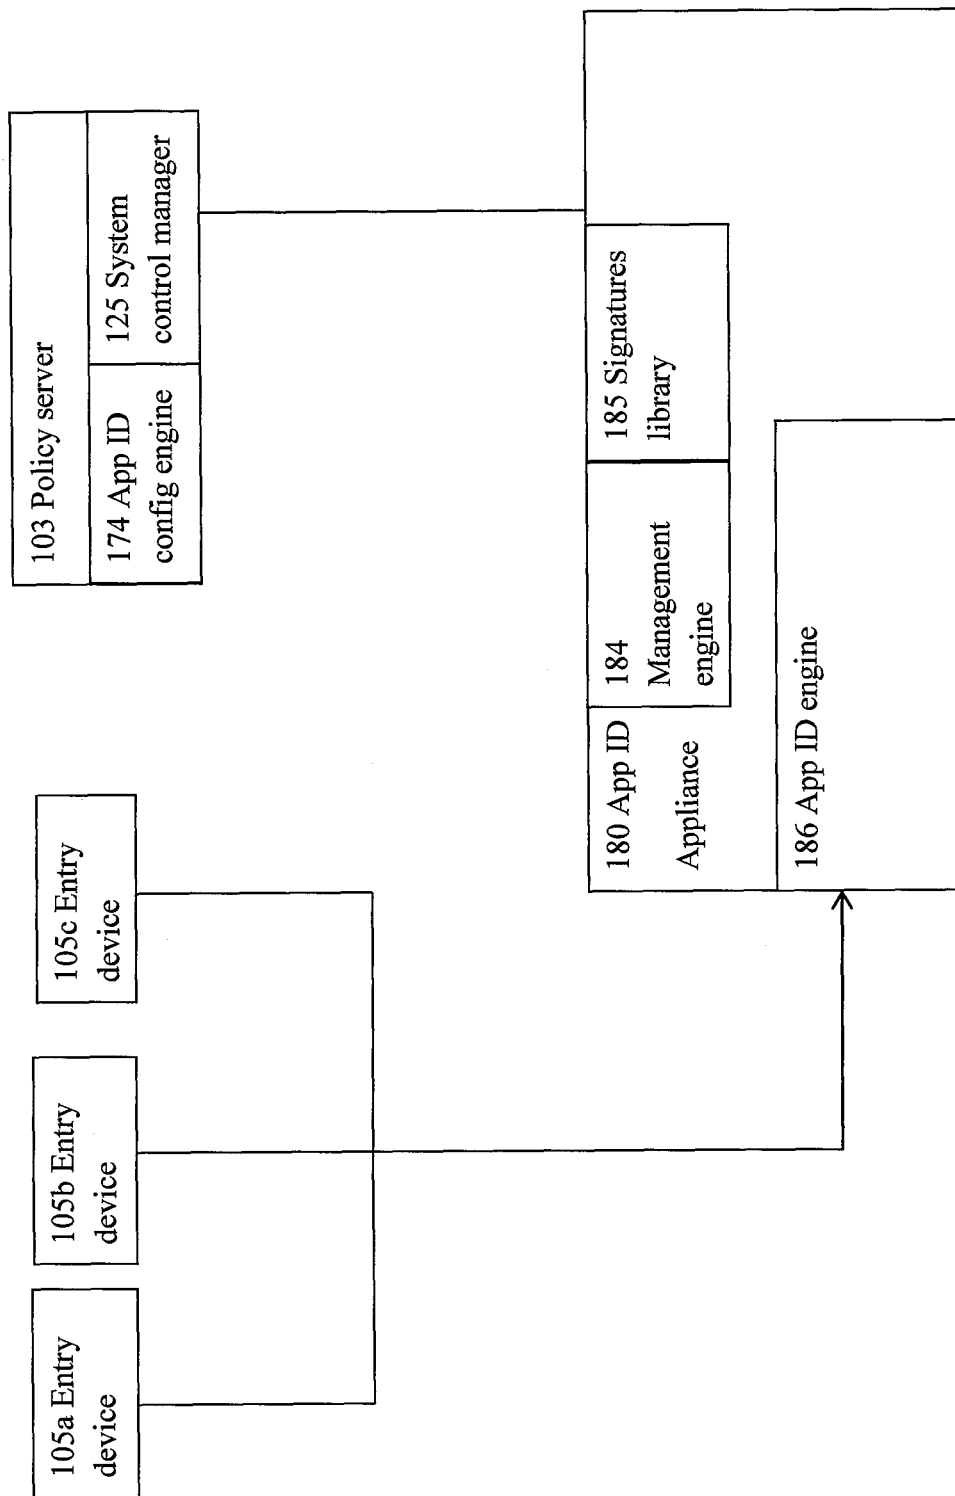 105a Entry
device
105b Entry
device
105c Entry
device
103 Policy server
174 App ID
config engine
125 System
control manager
180 App ID
Appliance
184
Management
engine
185 Signatures
library
186 App ID engine